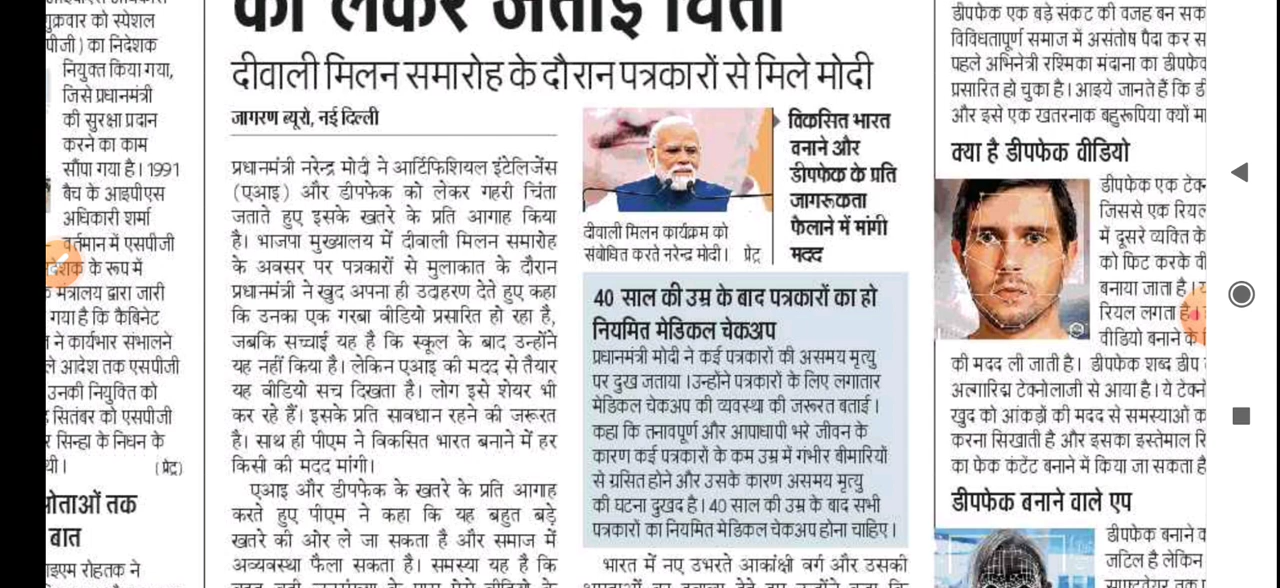 शुक्रवार को स्पेशल
पीजी ) का निदेशक
नियुक्त किया गया,
जिसे प्रधानमंत्री
की सुरक्षा प्रदान
करने का काम
सौंपा गया है। 1991
बैच के आइपीएस
अधिकारी शर्मा
वर्तमान में एसपीजी
के रूप में
मंत्रालय द्वारा जारी
गया है कि कैबिनेट
ने कार्यभार संभालने
आदेश तक एसपीजी
उनकी नियुक्ति को
सितंबर को एसपीजी
सिन्हा के निधन के
थी। (प्रेट्र)
तक
बात
रोहतक ने
को लेकर जताई चिंता
दीवाली मिलन समारोह के दौरान पत्रकारों से मिले मोदी
जागरण ब्यूरो, नई दिल्ली
प्रधानमंत्री नरेन्द्र मोदी ने आर्टिफिशियल इंटेलिजेंस
(एआइ) और डीपफेक को लेकर गहरी चिंता
जताते हुए इसके खतरे के प्रति आगाह किया
है। भाजपा मुख्यालय में दीवाली मिलन समारोह
के अवसर पर पत्रकारों से मुलाकात के दौरान
प्रधानमंत्री ने खुद अपना ही उदाहरण देते हुए कहा
कि उनका एक गरबा वीडियो प्रसारित हो रहा है,
जबकि सच्चाई यह है कि स्कूल के बाद उन्होंने
यह नहीं किया है। लेकिन एआइ की मदद से तैयार
यह वीडियो सच दिखता है। लोग इसे शेयर भी
कर रहे हैं। इसके प्रति सावधान रहने की जरूरत
है। साथ ही पीएम ने विकसित भारत बनाने में हर
किसी की मदद मांगी।
एआइ और डीपफेक के खतरे के प्रति आगाह
करते हुए पीएम ने कहा कि यह बहुत बड़े
खतरे की ओर ले जा सकता है और समाज में
अव्यवस्था फैला सकता है। समस्या यह है कि
दीवाली मिलन कार्यक्रम को
संबोधित करते नरेन्द्र मोदी। प्रेट्र
विकसित भारत
बनाने और
डीपफेक के प्रति
जागरूकता
फैलाने में मांगी
मदद
40 साल की उम्र के बाद पत्रकारों का हो
नियमित मेडिकल चेकअप
प्रधानमंत्री मोदी ने कई पत्रकारों की असमय मृत्यु
पर दुख जताया ।उन्होंने पत्रकारों के लिए लगातार
मेडिकल चेकअप की व्यवस्था की जरूरत बताई।
कहा कि तनावपूर्ण और आपाधापी भरे जीवन के
कारण कई पत्रकारों के कम उम्र में गंभीर बीमारियों
से ग्रसित होने और उसके कारण असमय मृत्यु
की घटना दुखद है। 40 साल की उम्र के बाद सभी
पत्रकारों का नियमित मेडिकल चेकअप होना चाहिए।
भारत में नए उभरते आकांक्षी वर्ग और उसकी
डीपफेक एक बड़े संकट की वजह बन सक
विविधतापूर्ण समाज में असंतोष पैदा कर स
पहले अभिनेत्री रश्मिका मंदाना का डीपफेक
प्रसारित हो चुका है। आइये जानते हैं कि डी
और इसे एक खतरनाक बहुरूपिया क्यों मा
क्या है डीपफेक वीडियो
डीपफेक एक टेक्न
जिससे एक रियल
में दूसरे व्यक्ति के
को फिट करके वी
बनाया जाता है। य
रियल लगता है।
वीडियो बनाने के
की मदद ली जाती है। डीपफेक शब्द डीप
अल्गारिद्म टेक्नोलाजी से आया है। ये टेक्नो
खुद को आंकड़ों की मदद से समस्याओं क
करना सिखाती है और इसका इस्तेमाल रि
का फेक कंटेंट बनाने में किया जा सकता है
डीपफेक बनाने वाले एप
डीपफेक बनाने व
जटिल है लेकिन